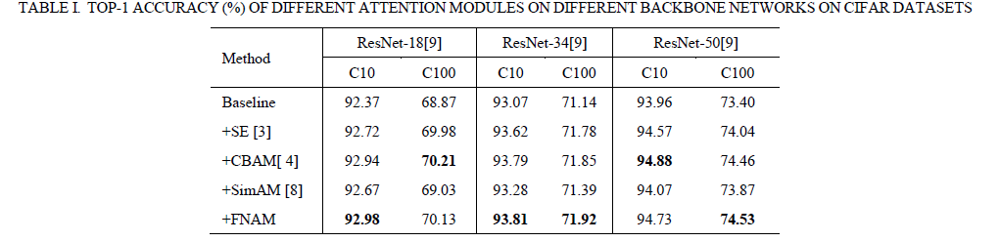 TABLE I. TOP-1 ACCURACY (%) OF DIFFERENT ATTENTION MODULES ON DIFFERENT BACKBONE NETWORKS ON CIFAR DATASETS
Method ResNet-18[9] ResNet-34[9] ResNet-50[9]
C10 C100 C10 C100 C10 C100
Baseline 92.37 68.87 93.07 71.14 93.96 73.40
+SE [3] 92.72 69.98 93.62 71.78 94.57 74.04
+CBAM[ 4] 92.94 70.21 93.79 71.85 94.88 74.46
+SimAM [8] 92.67 69.03 93.28 71.39 94.07 73.87
+FNAM 92.98 70.13 93.81 71.92 94.73 74.53